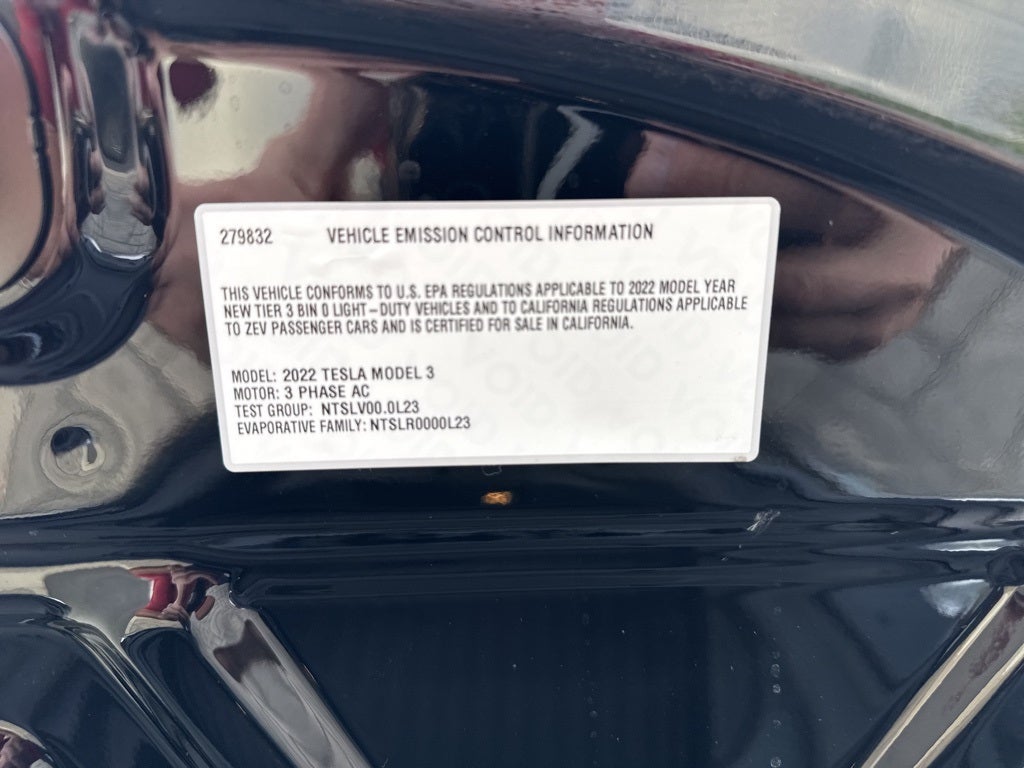 279832 VEHICLE EMISSION CONTROL INFORMATION
THIS VEHICLE CONFORMS TO U.S. EPA REGULATIONS APPLICABLE TO 2022 MODEL YEAR
NEW TIER 3 BIN 0 LIGHT-DUTY VEHICLES AND TO CALIFORNIA REGULATIONS APPLICABLE
TO ZEV PASSENGER CARS AND IS CERTIFIED FOR SALE IN CALIFORNIA.
MODEL: 2022 TESLA MODEL 3
MOTOR: 3 PHASE AC
TEST GROUP: NTSLV00.0L23
EVAPORATIVE FAMILY: NTSLR0000L23